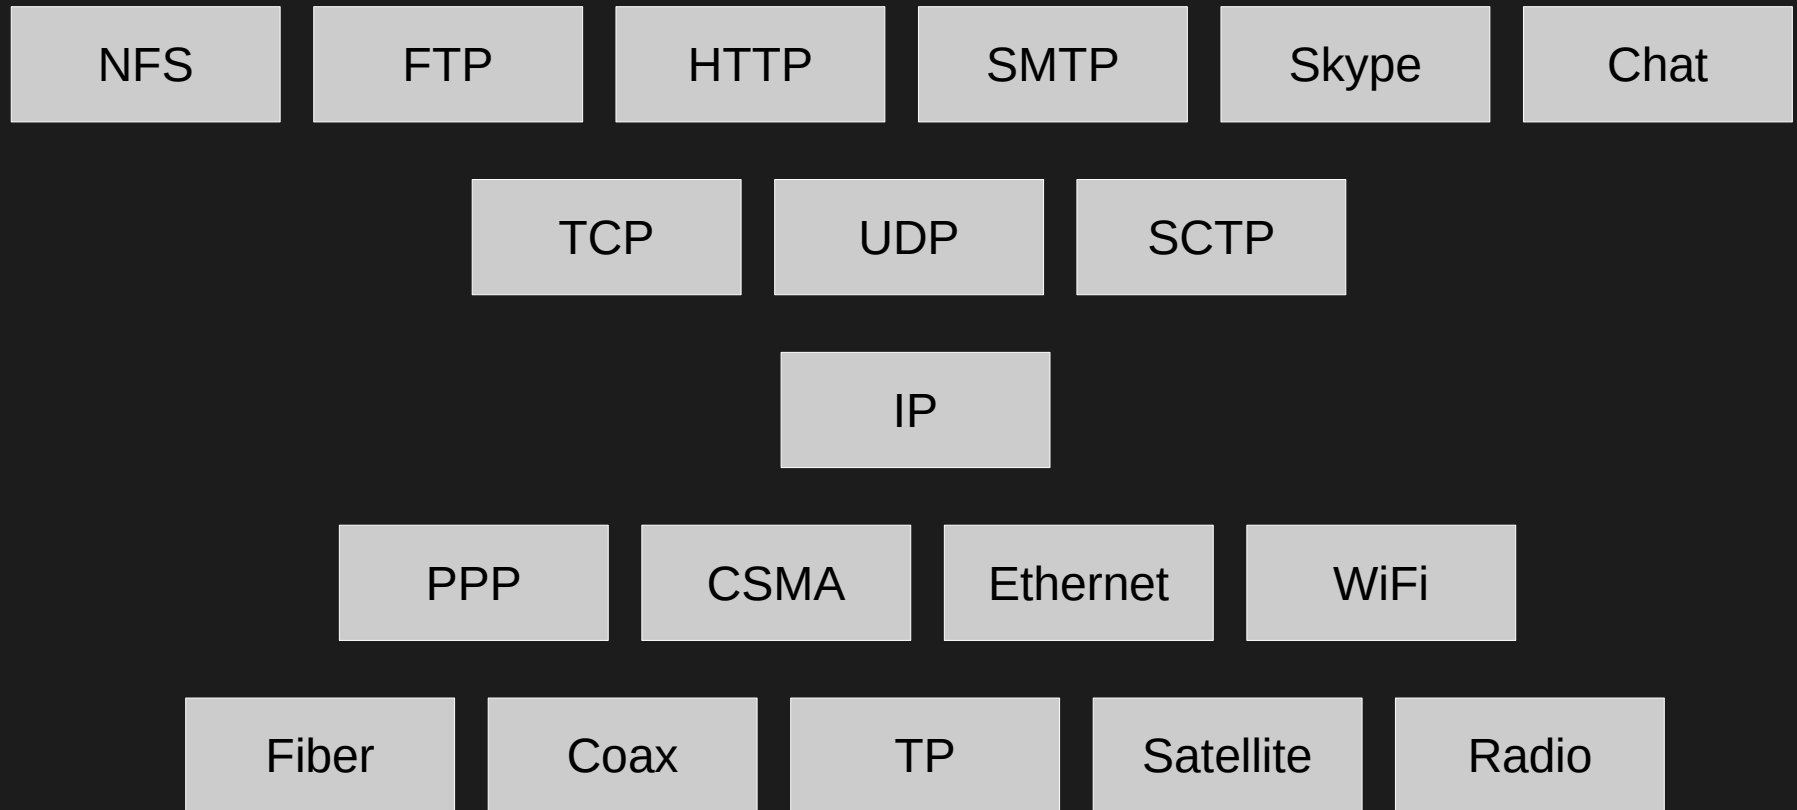 NFS FTP HTTP SMTP Skype Chat
TCP UDP SCTP
IP
PPP CSMA Ethernet WiFi
Fiber Coax TP Satellite Radio